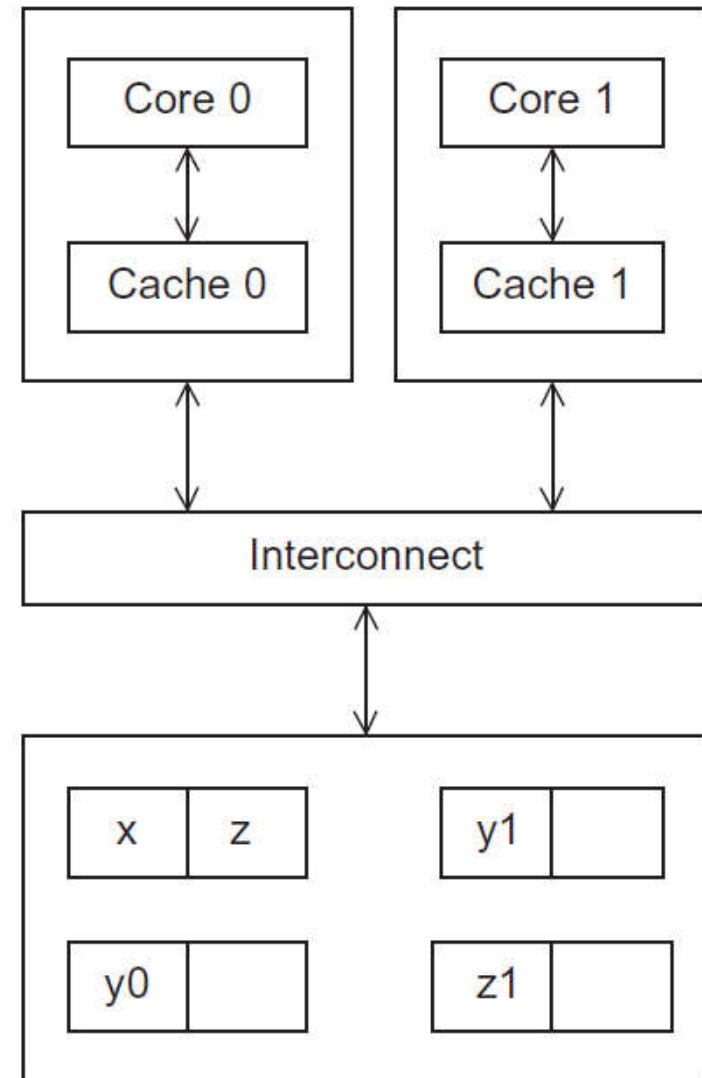 Core 0
Core 1
Cache 0
Cache 1
Interconnect
x z
y1
y0
z1